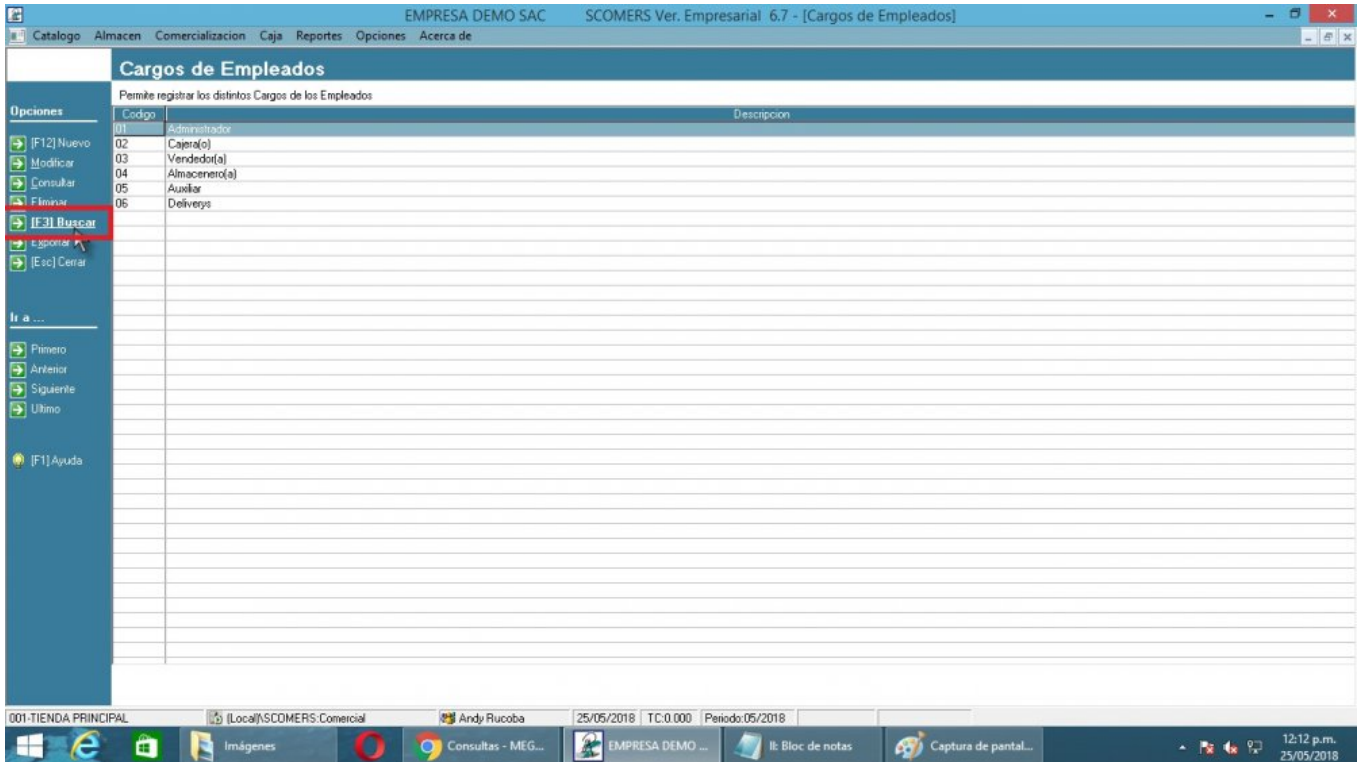 EMPRESA DEMO SAC SCOMERS Ver. Empresarial 6.7 - [Cargos de Empleados]
Catalogo Almacen Comercializacion Caja Reportes Opciones Acerca de
Cargos de Empleados
Permite registrar los distintos Cargos de los Empleados
Opciones
[F12] Nuevo
Modificar
Consultar
Eliminar
[F3] Buscar
Exportar
[Esc] Cerrar
Ir a ...
Primero
Anterior
Siguiente
Ultimo
[F1] Ayuda
Codigo Descripcion
01 Administrador
02 Cajera(o)
03 Vendedor(a)
04 Almacenero(a)
05 Auxiliar
06 Deliverys
001-TIENDA PRINCIPAL (Local)\SCOMERS:Comercial Andy Rucoba 25/05/2018 TC:0.000 Periodo:05/2018
Imágenes Consultas - MEG... EMPRESA DEMO ... Bloc de notas Captura de pantal... 12:12 p.m.
25/05/2018